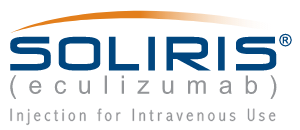 SOLIRIS®
(eculizumab)
Injection for Intravenous Use